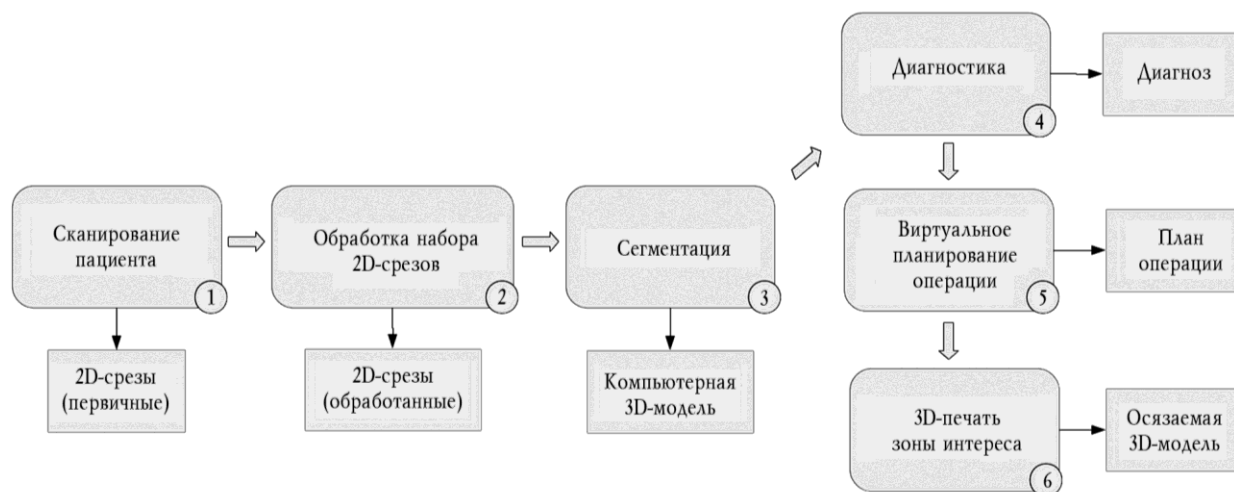 Сканирование
пациента
1
2D-срезы
(первичные)
Обработка набора
2D-срезов
2
2D-срезы
(обработанные)
Сегментация
3
Компьютерная
3D-модель
Диагностика
4
Диагноз
Виртуальное
планирование
операции
5
План
операции
3D-печать
зоны интереса
6
Осязаемая
3D-модель